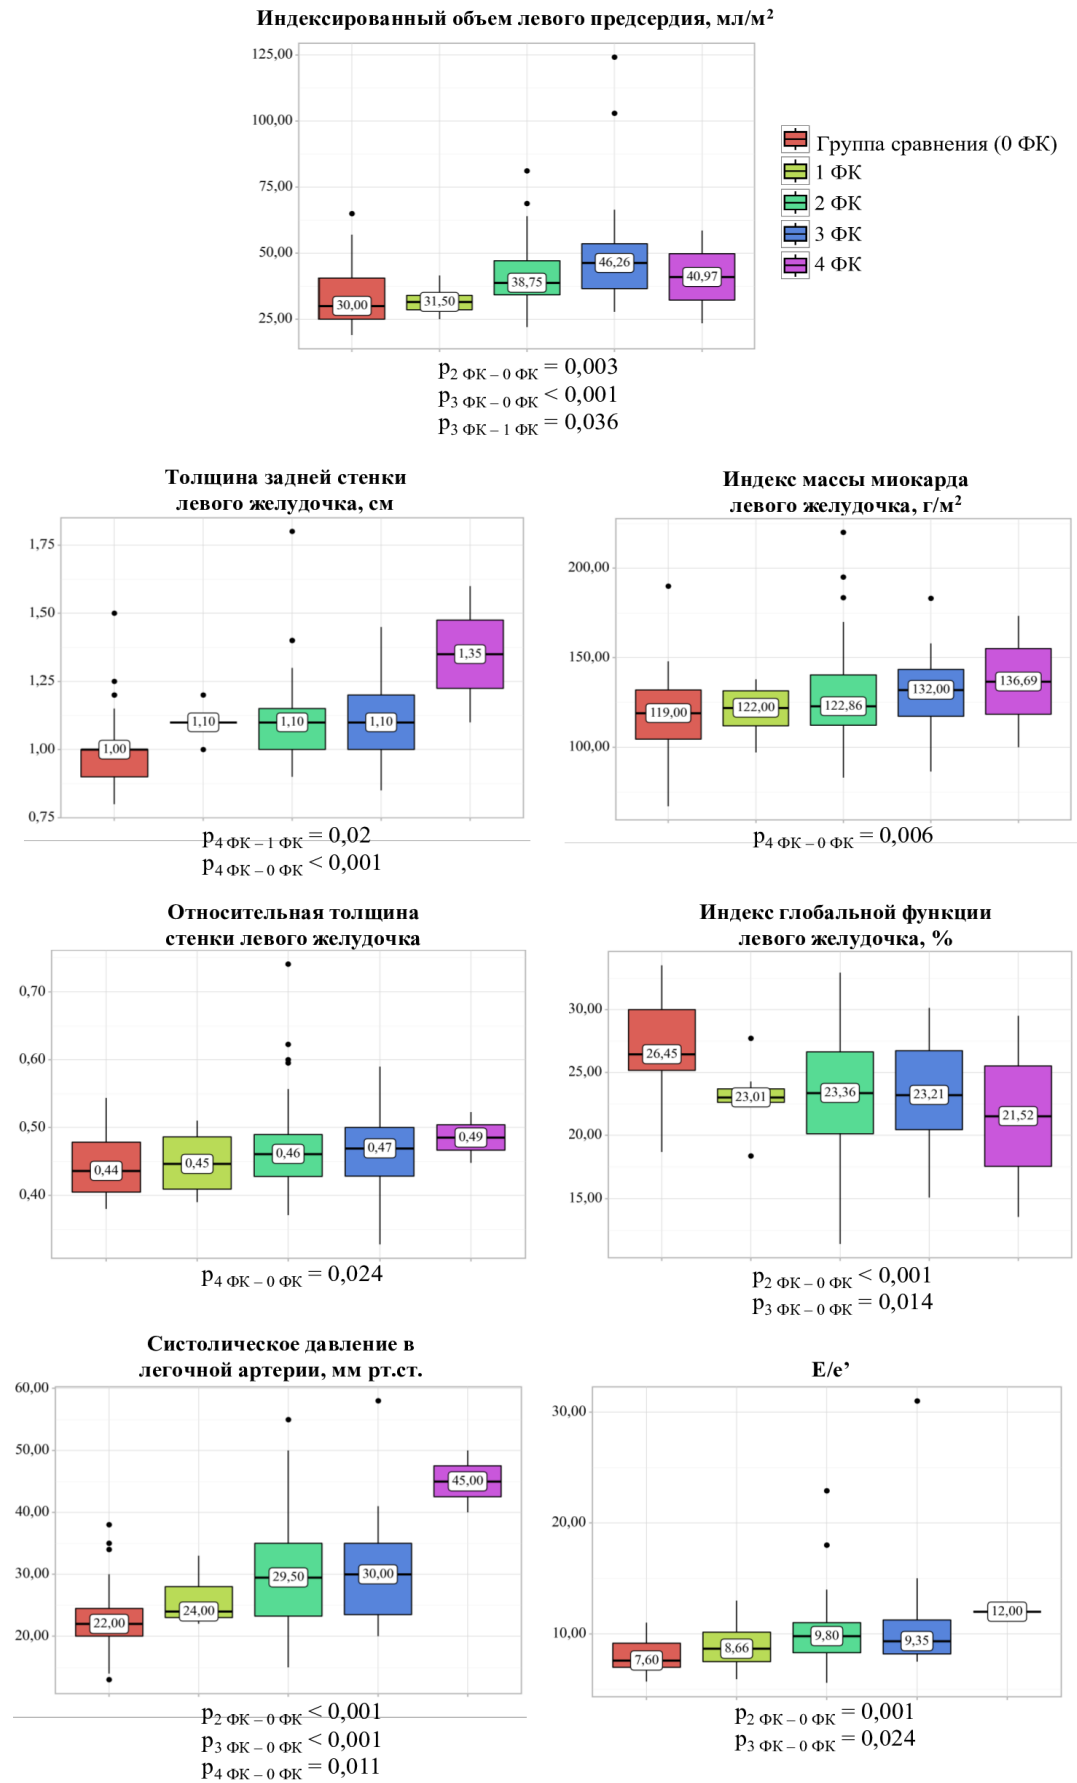 Индексированный объем левого предсердия, мл/м²
125,00
100,00
75,00
50,00
25,00
30,00
31,50
38,75
46,26
40,97
Группа сравнения (0 ФК)
1 ФК
2 ФК
3 ФК
4 ФК
p2 ФК – 0 ФК = 0,003
p3 ФК – 0 ФК < 0,001
p3 ФК – 1 ФК = 0,036
Толщина задней стенки
левого желудочка, см
1,75
1,50
1,25
1,00
0,75
1,00
1,10
1,10
1,10
1,35
p4 ФК – 1 ФК = 0,02
p4 ФК – 0 ФК < 0,001
Индекс массы миокарда
левого желудочка, г/м²
200,00
150,00
100,00
119,00
122,00
122,86
132,00
136,69
p4 ФК – 0 ФК = 0,006
Относительная толщина
стенки левого желудочка
0,70
0,60
0,50
0,40
0,44
0,45
0,46
0,47
0,49
p4 ФК – 0 ФК = 0,024
Индекс глобальной функции
левого желудочка, %
30,00
25,00
20,00
15,00
26,45
23,01
23,36
23,21
21,52
p2 ФК – 0 ФК < 0,001
p3 ФК – 0 ФК = 0,014
Систолическое давление в
легочной артерии, мм рт.ст.
60,00
50,00
40,00
30,00
20,00
22,00
24,00
29,50
30,00
45,00
p2 ФК – 0 ФК < 0,001
p3 ФК – 0 ФК < 0,001
p4 ФК – 0 ФК = 0,011
E/e’
30,00
20,00
10,00
7,60
8,66
9,80
9,35
12,00
p2 ФК – 0 ФК = 0,001
p3 ФК – 0 ФК = 0,024